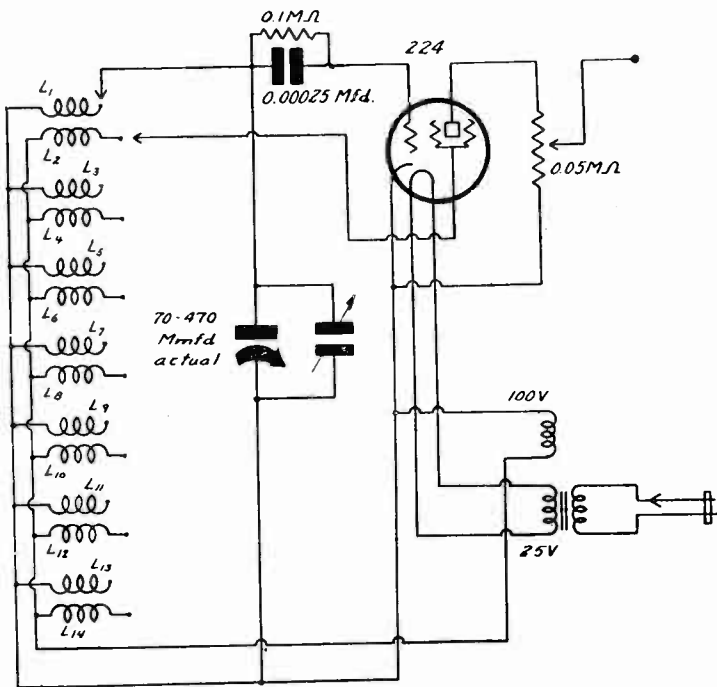 0.1MΩ
224
0.00025 Mfd.
L1
L2
L3
L4
L5
L6
L7
L8
L9
L10
L11
L12
L13
L14
0.05MΩ
70-470
Mmfd
actual
100V
25V